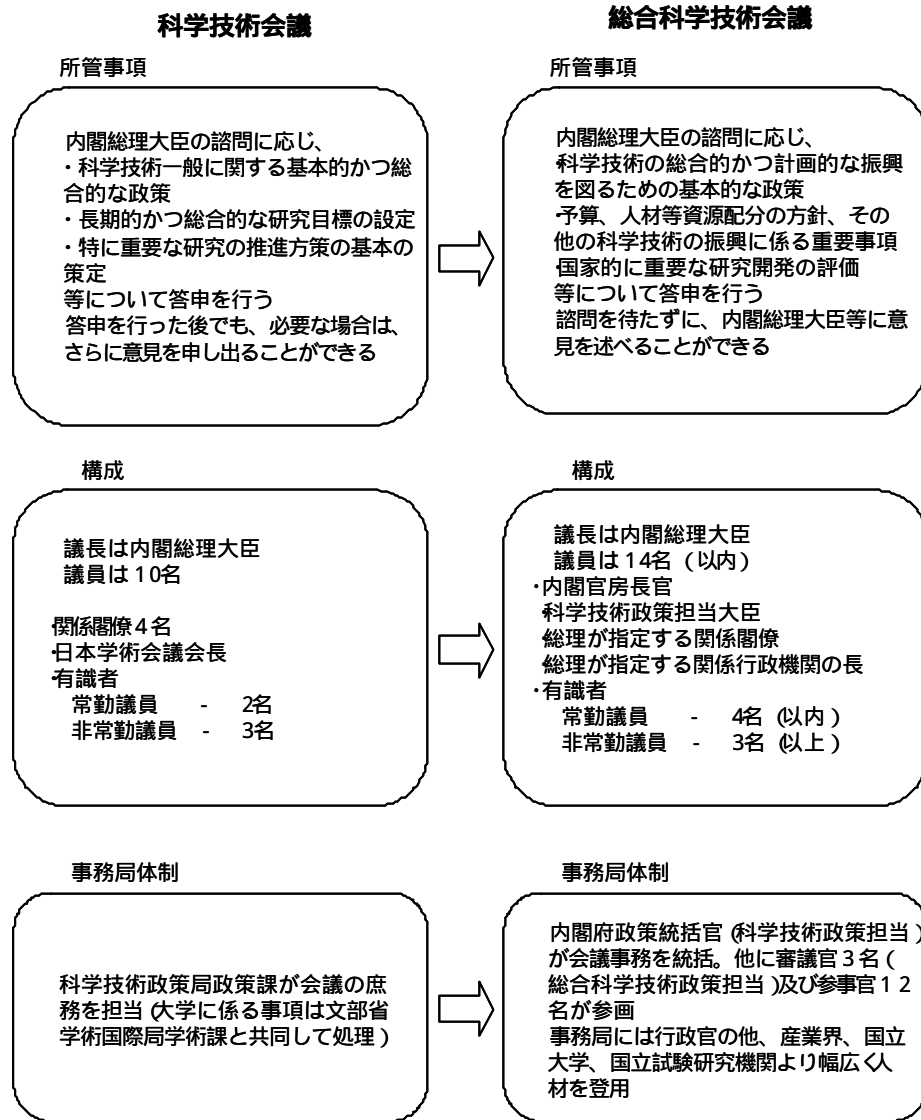 科学技術会議
所管事項
内閣総理大臣の諮問に応じ、
・科学技術一般に関する基本的かつ総
合的な政策
・長期的かつ総合的な研究目標の設定
・特に重要な研究の推進方策の基本の
策定
等について答申を行う
答申を行った後でも、必要な場合は、
さらに意見を申し出ることができる
構成
議長は内閣総理大臣
議員は10名
・関係閣僚4名
・日本学術会議会長
・有識者
常勤議員 - 2名
非常勤議員 - 3名
事務局体制
科学技術政策局政策課が会議の庶
務を担当(大学に係る事項は文部省
学術国際局学術課と共同して処理)
総合科学技術会議
所管事項
内閣総理大臣の諮問に応じ、
・科学技術の総合的かつ計画的な振興
を図るための基本的な政策
・予算、人材等資源配分の方針、その
他の科学技術の振興に係る重要事項
・国家的に重要な研究開発の評価
等について答申を行う
諮問を待たずに、内閣総理大臣等に意
見を述べることができる
構成
議長は内閣総理大臣
議員は14名(以内)
・内閣官房長官
・科学技術政策担当大臣
・総理が指定する関係閣僚
・総理が指定する関係行政機関の長
・有識者
常勤議員 - 4名(以内)
非常勤議員 - 3名(以上)
事務局体制
内閣府政策統括官(科学技術政策担当)
が会議事務を統括。他に審議官3名(
総合科学技術政策担当)及び参事官12
名が参画
事務局には行政官の他、産業界、国立
大学、国立試験研究機関より幅広く人
材を登用